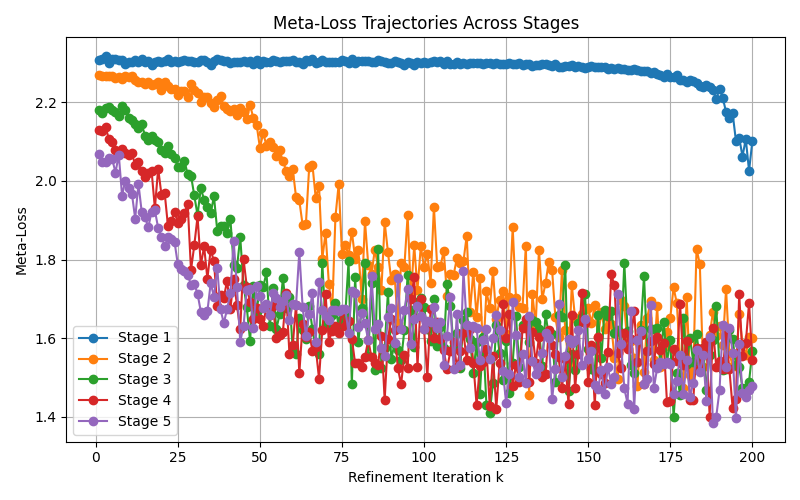 Meta-Loss Trajectories Across Stages
Meta-Loss
2.2
2.0
1.8
1.6
1.4
Stage 1
Stage 2
Stage 3
Stage 4
Stage 5
0 25 50 75 100 125 150 175 200
Refinement Iteration k